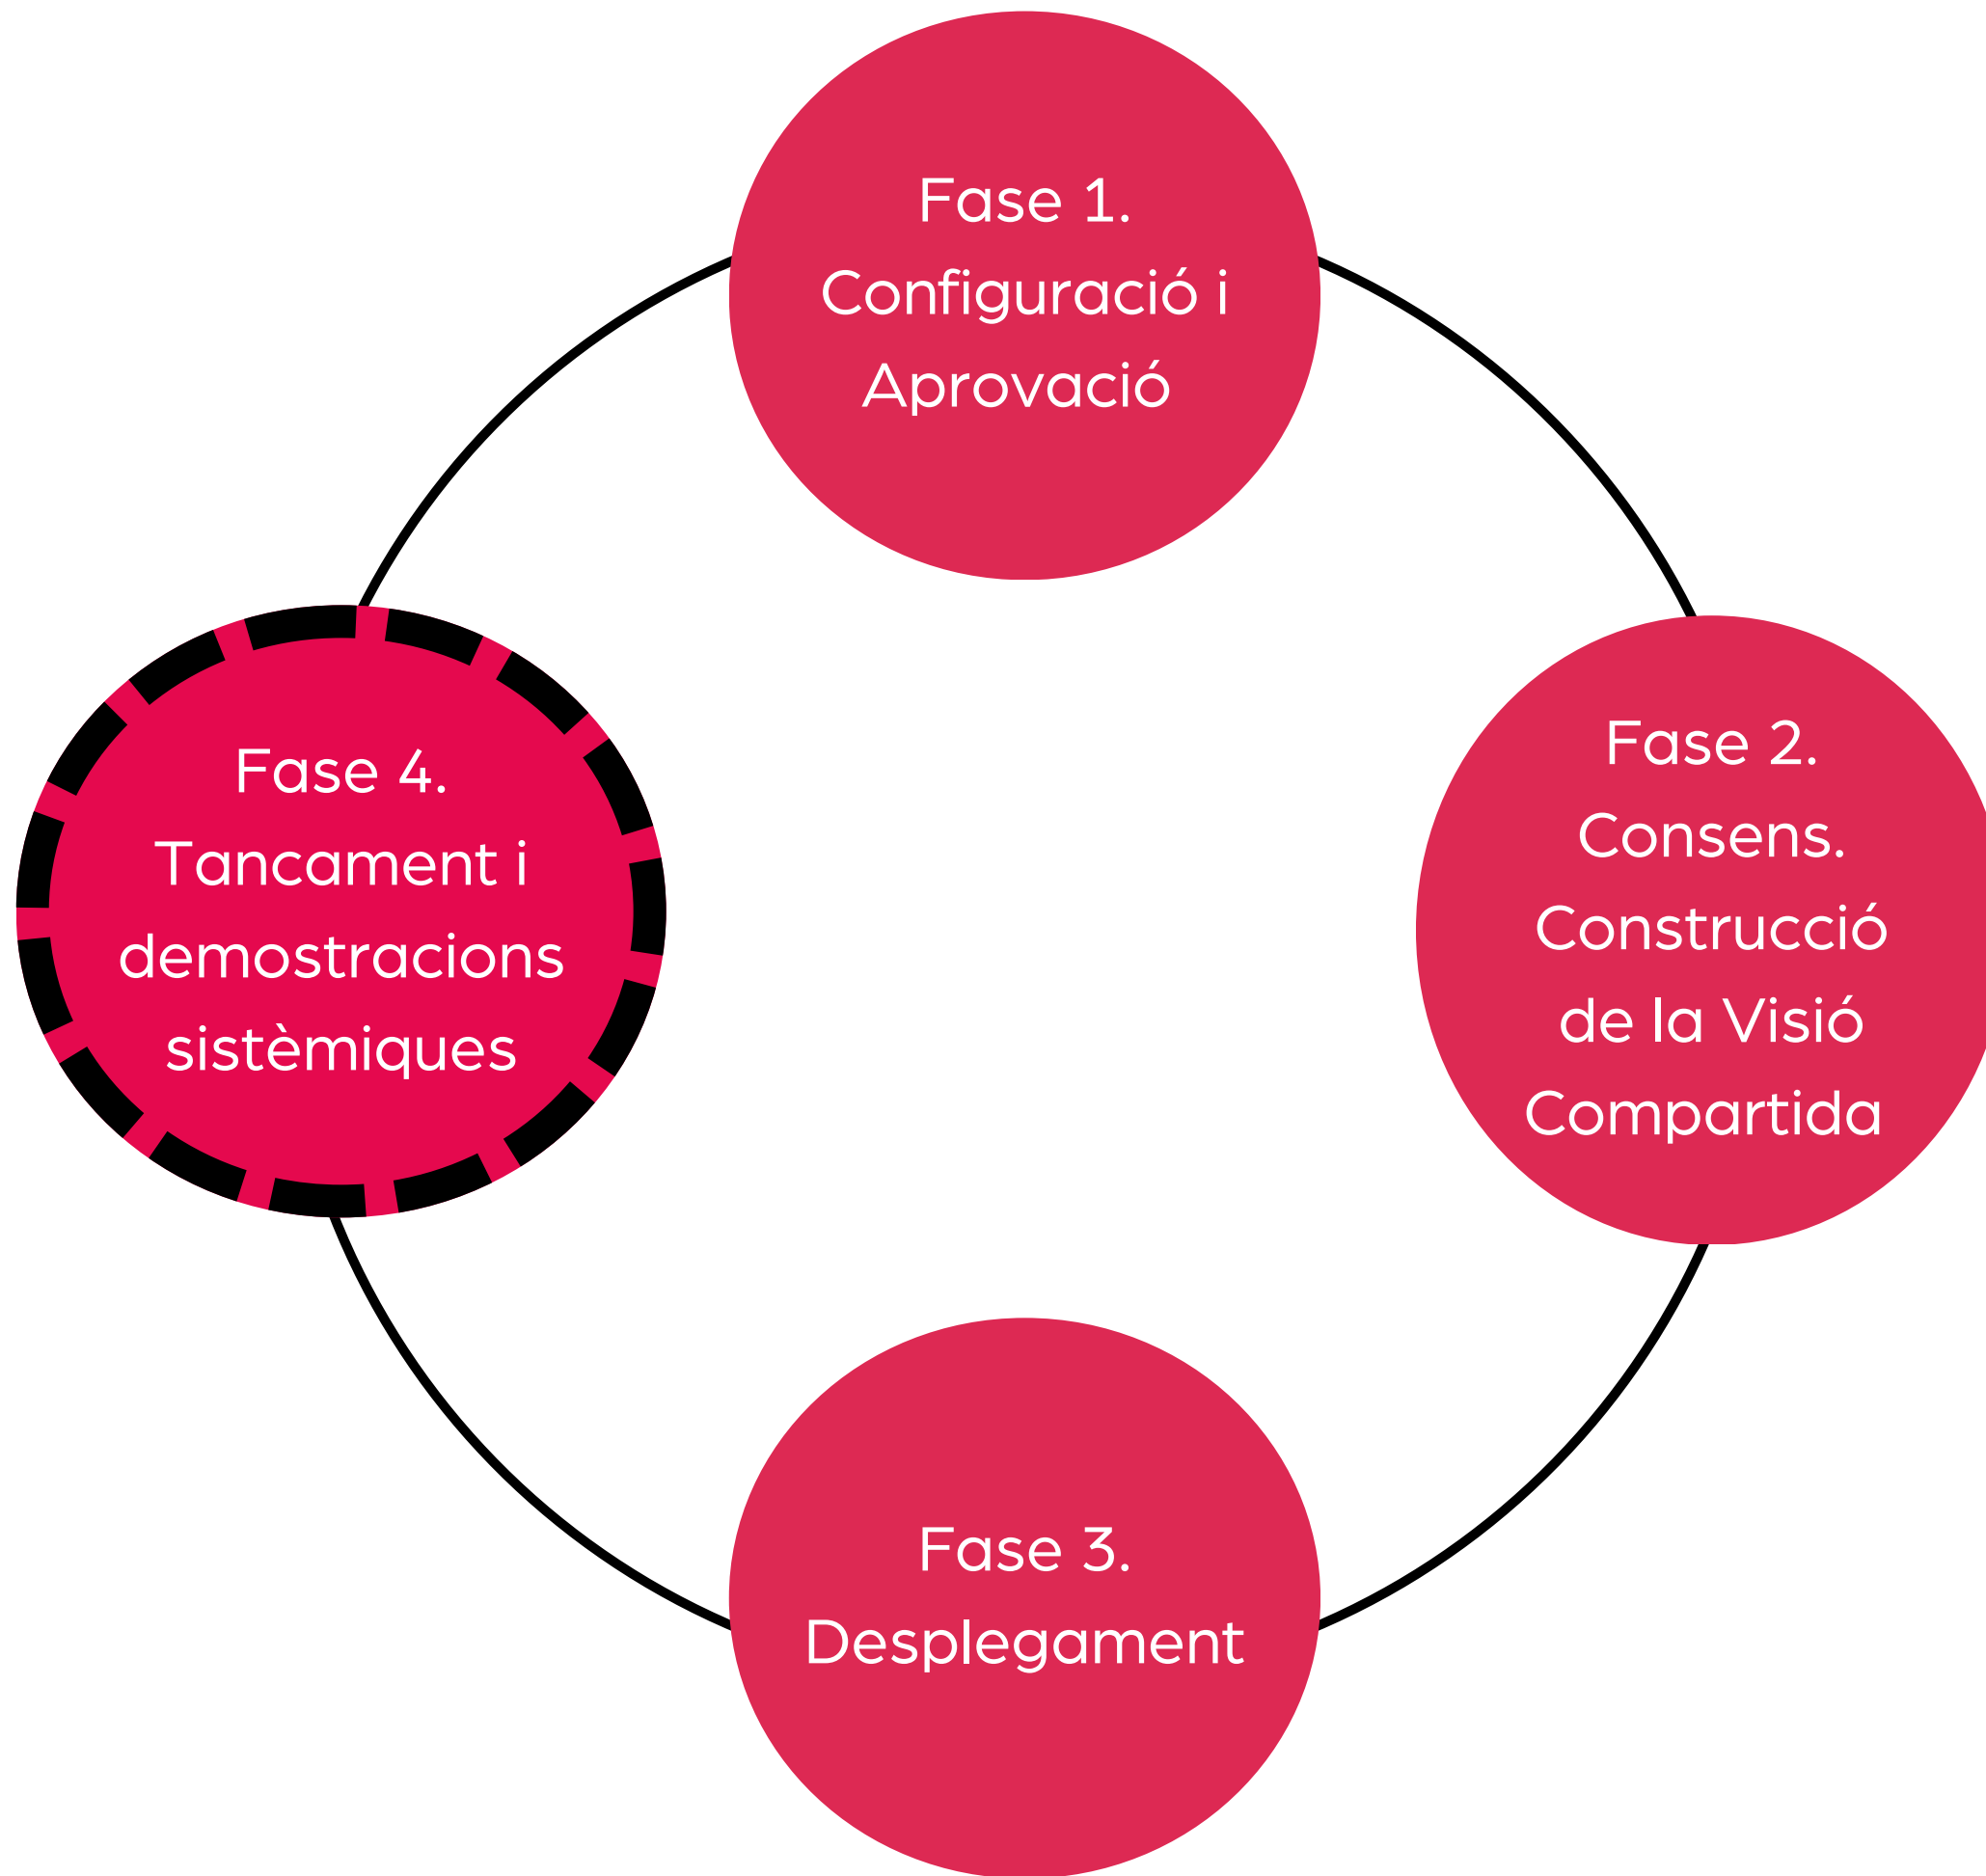 Fase 1.
Configuració i
Aprovació
Fase 2.
Consens.
Construcció
de la Visió
Compartida
Fase 3.
Desplegament
Fase 4.
Tancament i
demostracions
sistèmiques